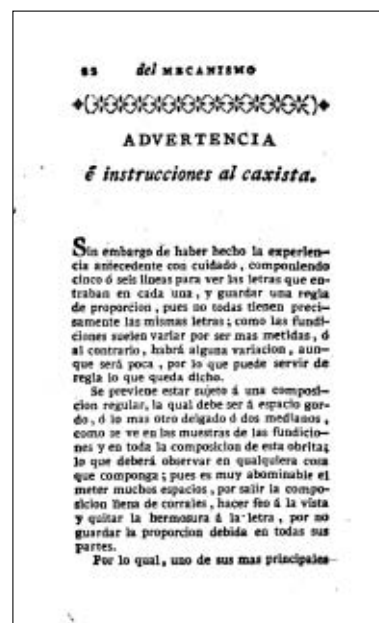 22 del MECANISMO
ADVERTENCIA
é instrucciones al caxista.
Sin embargo de haber hecho la experien-
cia antecedente con cuidado, componiendo
cinco ó seis lineas para ver las letras que en-
traban en cada una, y guardar una regla
de proporcion, pues no todas tienen preci-
samente las mismas letras; como las fundi-
ciones suelen variar por ser mas metidas, ó
al contrario, habrá alguna variacion, aun-
que será poca, por lo que puede servir de
regla lo que queda dicho.
Se previene estar sujeto á una composi-
cion regular, la qual debe ser á espacio gor-
do, ó lo mas otro delgado ó dos medianos,
como se ve en las muestras de las fundicio-
nes y en toda la composicion de esta obrita;
lo que deberá observar en qualquiera cosa
que componga; pues es muy abominable el
meter muchos espacios, por salir la compo-
sicion llena de corrales, hacer feo á la vista
y quitar la hermosura á la letra, por no
guardar la proporcion debida en todas sus
partes.
Por lo qual, uno de sus mas principales